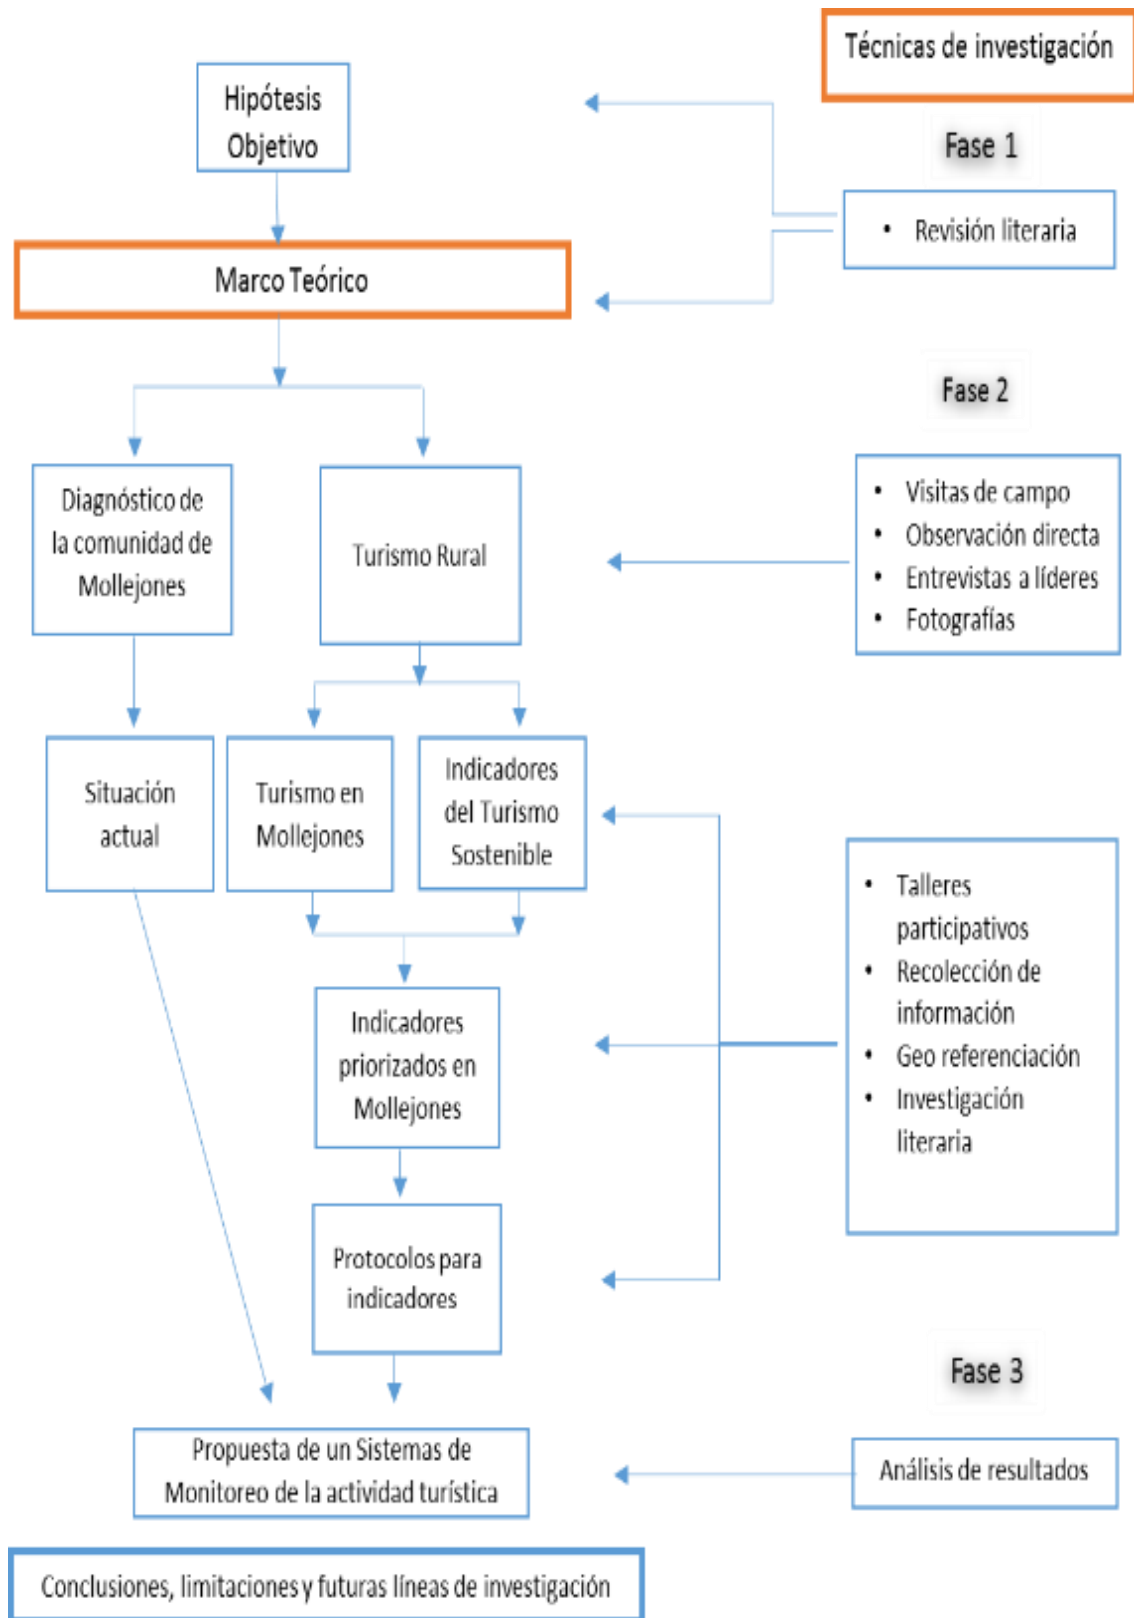 Técnicas de investigación
Hipótesis
Objetivo
Fase 1
• Revisión literaria
Marco Teórico
Fase 2
Diagnóstico de
la comunidad de
Mollejones
Turismo Rural
• Visitas de campo
• Observación directa
• Entrevistas a líderes
• Fotografías
Situación
actual
Turismo en
Mollejones
Indicadores
del Turismo
Sostenible
• Talleres
participativos
• Recolección de
información
• Geo referenciación
• Investigación
literaria
Indicadores
priorizados en
Mollejones
Protocolos para
indicadores
Fase 3
Propuesta de un Sistemas de
Monitoreo de la actividad turística
Análisis de resultados
Conclusiones, limitaciones y futuras líneas de investigación